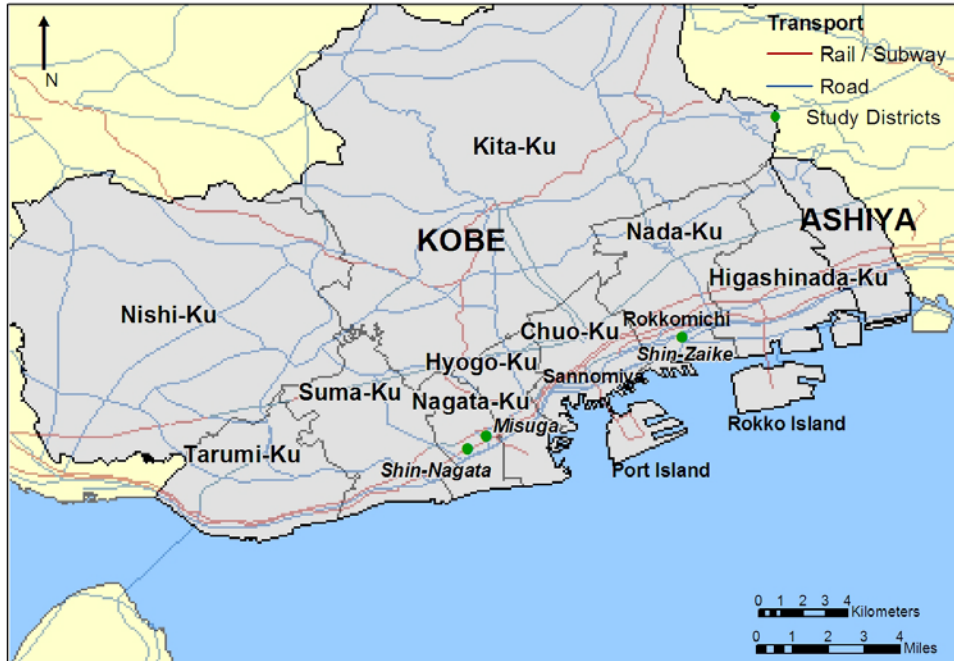 N
Transport
Rail / Subway
Road
Study Districts
Kita-Ku
ASHIYA
KOBE
Nada-Ku
Higashinada-Ku
Nishi-Ku
Chuo-Ku
Rokkomichi
Shin-Zaike
Hyogo-Ku
Sannomiya
Suma-Ku
Nagata-Ku
Misuga
Rokko Island
Tarumi-Ku
Shin-Nagata
Port Island
0 1 2 3 4
Kilometers
0 1 2 3 4
Miles